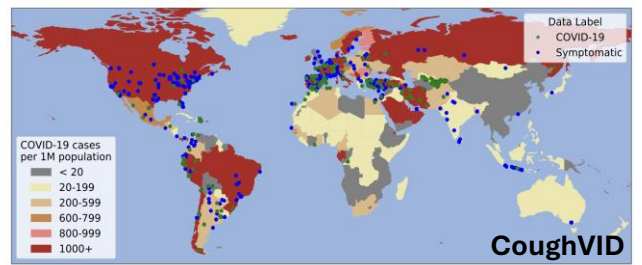 Data Label
COVID-19
Symptomatic
COVID-19 cases
per 1M population
< 20
20-199
200-599
600-799
800-999
1000+
CoughVID